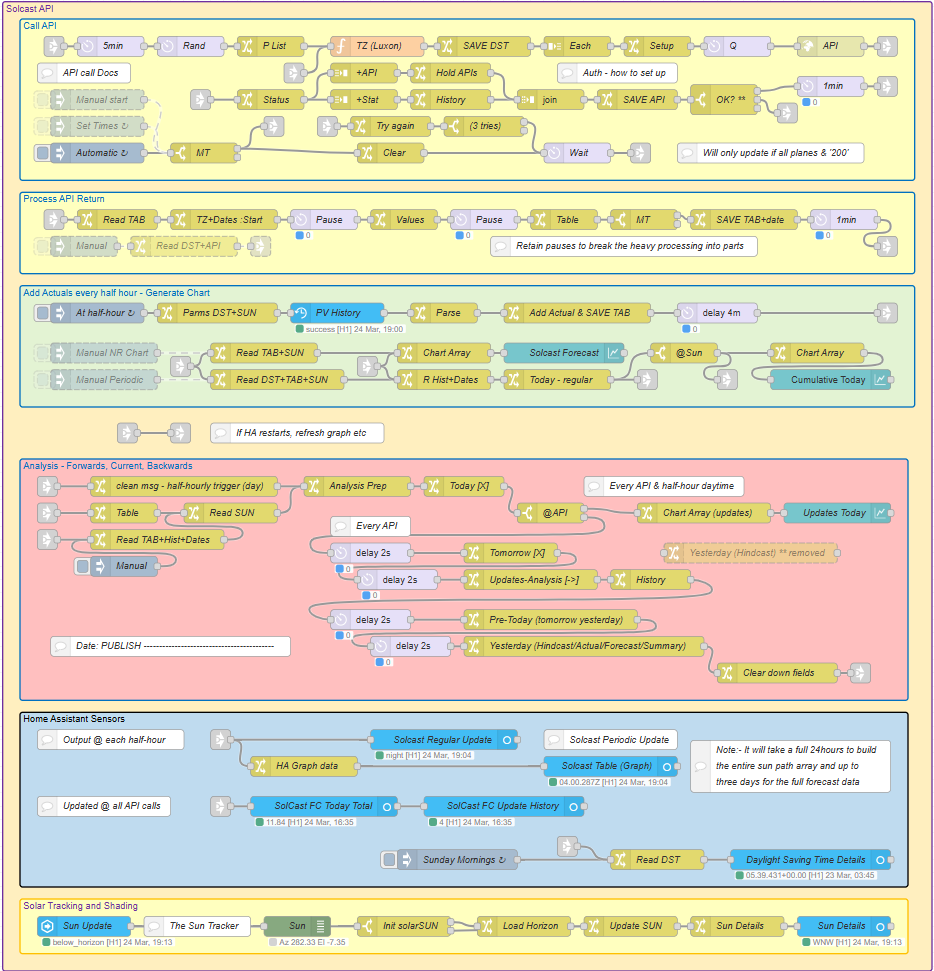 Solcast API
Call API
5min
Rand
P List
TZ (Luxon)
SAVE DST
Each
Setup
Q
API
API call Docs
+API
Hold APIs
Auth - how to set up
Manual start
Status
+Stat
History
join
SAVE API
OK? **
1min
0
Set Times ↻
Try again
(3 tries)
Automatic ↻
MT
Clear
Wait
Will only update if all planes & '200'
Process API Return
Read TAB
TZ+Dates :Start
Pause
Values
Pause
Table
MT
SAVE TAB+date
1min
0
0
0
Manual
Read DST+API
Retain pauses to break the heavy processing into parts
Add Actuals every half hour - Generate Chart
At half-hour ↻
Parms DST+SUN
PV History
Parse
Add Actual & SAVE TAB
delay 4m
success [H1] 24 Mar, 19:00
0
Manual NR Chart
Read TAB+SUN
Chart Array
Solcast Forecast
@Sun
Chart Array
Manual Periodic
Read DST+TAB+SUN
R Hist+Dates
Today - regular
Cumulative Today
If HA restarts, refresh graph etc
Analysis - Forwards, Current, Backwards
clean msg - half-hourly trigger (day)
Analysis Prep
Today [X]
Every API & half-hour daytime
Table
Read SUN
@API
Chart Array (updates)
Updates Today
Every API
Read TAB+Hist+Dates
delay 2s
Tomorrow [X]
Yesterday (Hindcast) ** removed
0
Manual
delay 2s
Updates-Analysis [->]
History
0
delay 2s
Pre-Today (tomorrow yesterday)
0
Date: PUBLISH ------------------------------------------
delay 2s
Yesterday (Hindcast/Actual/Forecast/Summary)
0
Clear down fields
Home Assistant Sensors
Output @ each half-hour
Solcast Regular Update
Solcast Periodic Update
night [H1] 24 Mar, 19:04
HA Graph data
Solcast Table (Graph)
04.00.287Z [H1] 24 Mar, 19:04
Note:- It will take a full 24hours to build
the entire sun path array and up to
three days for the full forecast data
Updated @ all API calls
SolCast FC Today Total
SolCast FC Update History
11.84 [H1] 24 Mar, 16:35
4 [H1] 24 Mar, 16:35
Sunday Mornings ↻
Read DST
Daylight Saving Time Details
05.39.431+00.00 [H1] 23 Mar, 03:45
Solar Tracking and Shading
Sun Update
The Sun Tracker
Sun
Init solarSUN
Load Horizon
Update SUN
Sun Details
Sun Details
below_horizon [H1] 24 Mar, 19:13
Az 282.33 El -7.35
WNW [H1] 24 Mar, 19:13